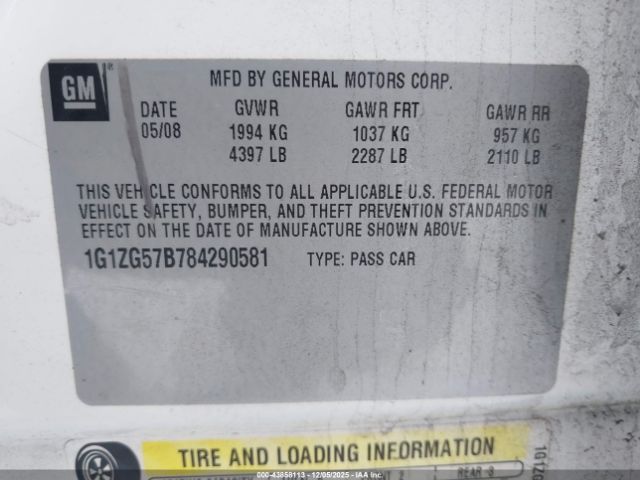 GM ®
MFD BY GENERAL MOTORS CORP.
DATE GVWR GAWR FRT GAWR RR
05/08 1994 KG 1037 KG 957 KG
4397 LB 2287 LB 2110 LB
THIS VEHICLE CONFORMS TO ALL APPLICABLE U.S. FEDERAL MOTOR
VEHICLE SAFETY, BUMPER, AND THEFT PREVENTION STANDARDS IN
EFFECT ON THE DATE OF MANUFACTURE SHOWN ABOVE.
1G1ZG57B784290581 TYPE: PASS CAR
TIRE AND LOADING INFORMATION
REAR 3
1G1ZG
© 43858113 - 12/05/2025 - © IAA Inc.